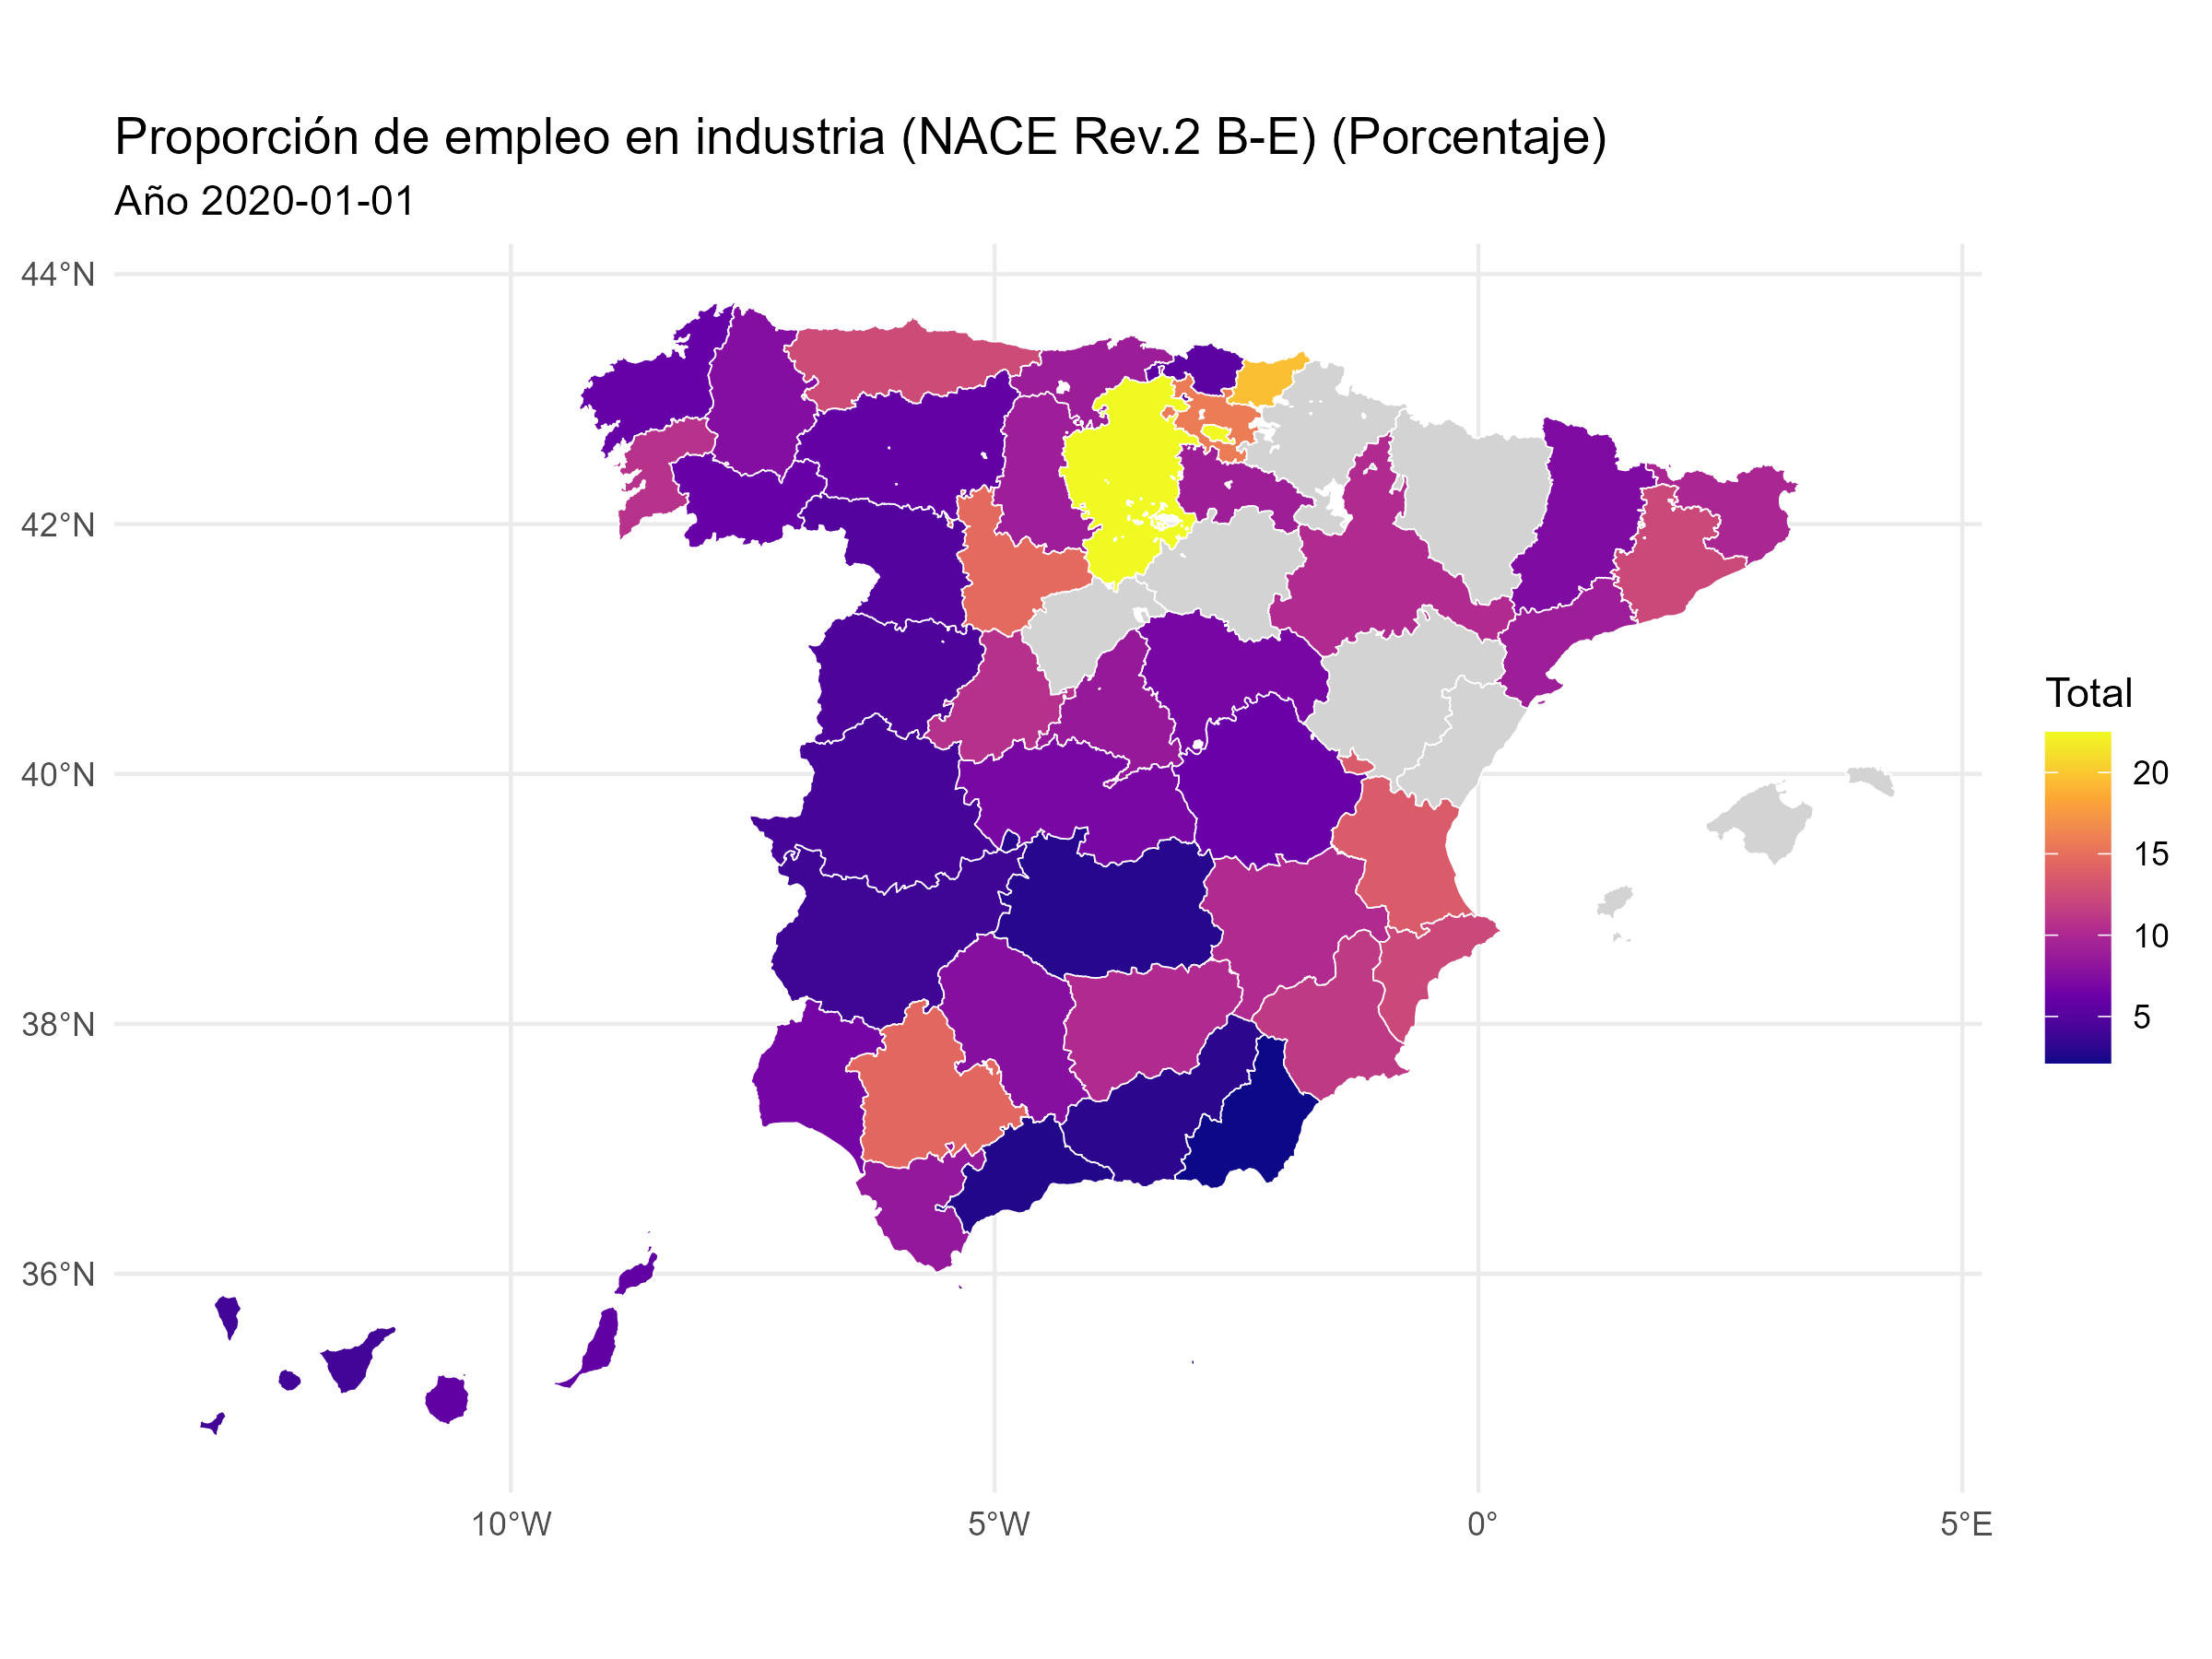 Proporción de empleo en industria (NACE Rev.2 B-E) (Porcentaje)
Año 2020-01-01
44°N
42°N
40°N
38°N
36°N
10°W
5°W
0°
5°E
Total
20
15
10
5